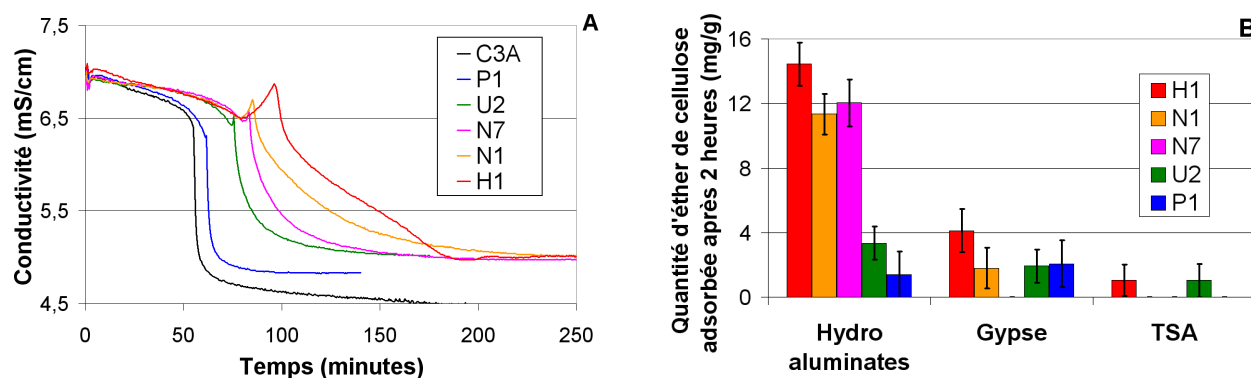 A
7,5
6,5
5,5
4,5
Conductivité (mS/cm)
0
50
100
150
200
250
Temps (minutes)
C3A
P1
U2
N7
N1
H1
B
16
12
8
4
0
Quantité d'éther de cellulose
adsorbée après 2 heures (mg/g)
H1
N1
N7
U2
P1
Hydro
aluminates
Gypse
TSA